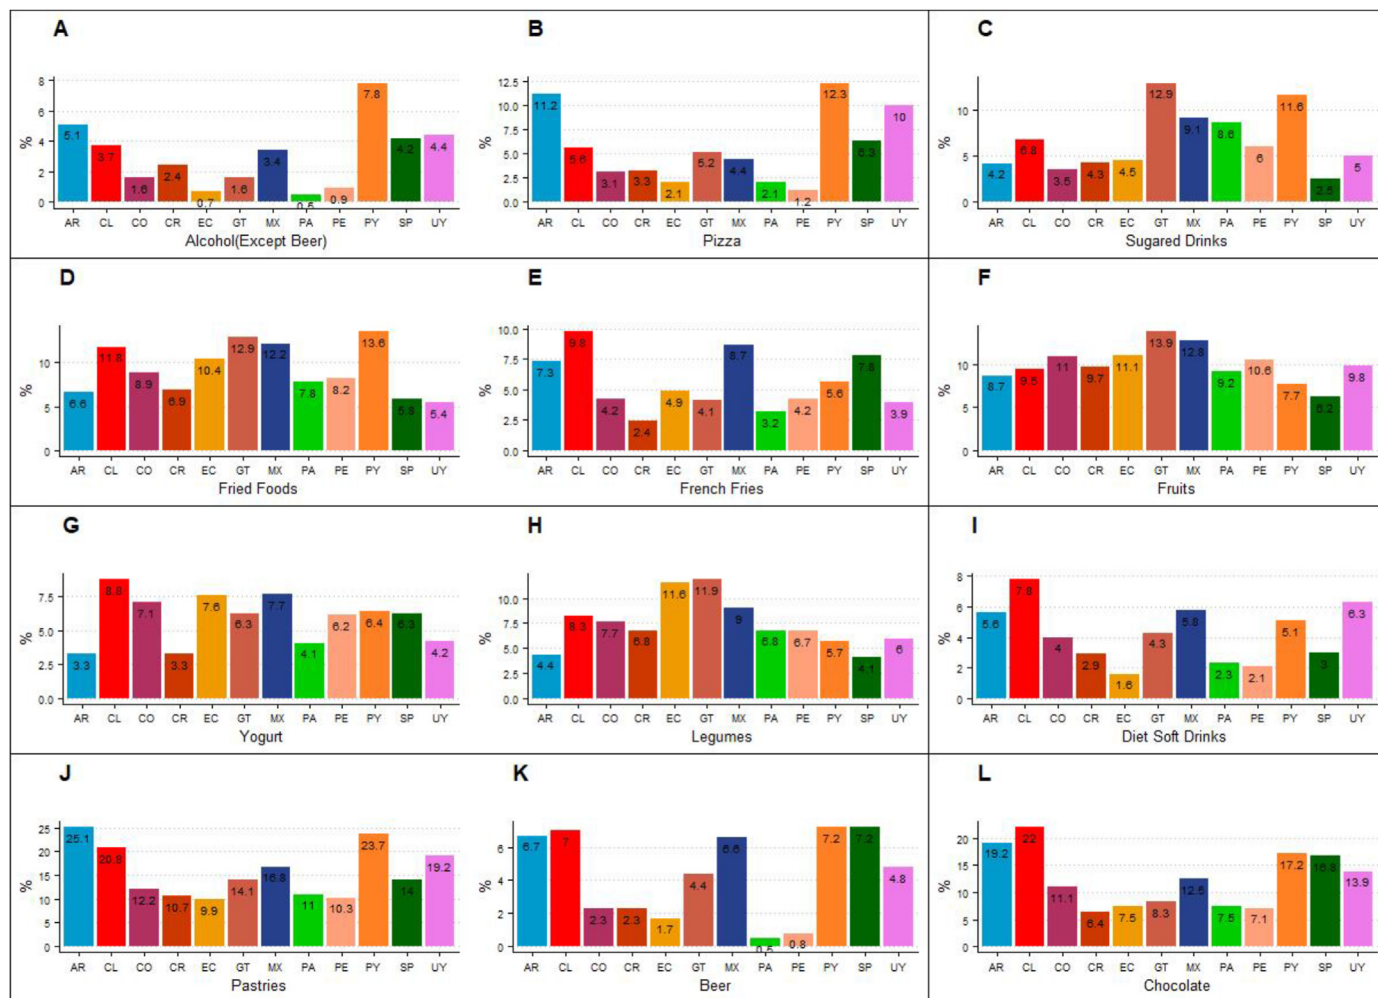 A
%
8
6
4
2
0
5.1 3.7 1.6 2.4 0.7 1.6 3.4 0.5 0.9 7.8 4.2 4.4
AR CL CO CR EC GT MX PA PE PY SP UY
Alcohol(Except Beer)
B
%
12.5
10.0
7.5
5.0
2.5
0.0
11.2 5.6 3.1 3.3 2.1 5.2 4.4 2.1 1.2 12.3 6.3 10
AR CL CO CR EC GT MX PA PE PY SP UY
Pizza
C
%
10
5
0
4.2 6.8 3.5 4.3 4.5 12.9 9.1 8.6 6 11.6 2.5 5
AR CL CO CR EC GT MX PA PE PY SP UY
Sugared Drinks
D
%
10
5
0
6.6 11.8 8.9 6.9 10.4 12.9 12.2 7.8 8.2 13.6 5.8 5.4
AR CL CO CR EC GT MX PA PE PY SP UY
Fried Foods
E
%
10.0
7.5
5.0
2.5
0.0
7.3 9.8 4.2 2.4 4.9 4.1 8.7 3.2 4.2 5.6 7.8 3.9
AR CL CO CR EC GT MX PA PE PY SP UY
French Fries
F
%
10
5
0
8.7 9.5 11 9.7 11.1 13.9 12.8 9.2 10.6 7.7 6.2 9.8
AR CL CO CR EC GT MX PA PE PY SP UY
Fruits
G
%
7.5
5.0
2.5
0.0
3.3 8.8 7.1 3.3 7.6 6.3 7.7 4.1 6.2 6.4 6.3 4.2
AR CL CO CR EC GT MX PA PE PY SP UY
Yogurt
H
%
10.0
7.5
5.0
2.5
0.0
4.4 8.3 7.7 6.8 11.6 11.9 9 6.8 6.7 5.7 4.1 6
AR CL CO CR EC GT MX PA PE PY SP UY
Legumes
I
%
8
6
4
2
0
5.6 7.8 4 2.9 1.6 4.3 5.8 2.3 2.1 5.1 3 6.3
AR CL CO CR EC GT MX PA PE PY SP UY
Diet Soft Drinks
J
%
25
20
15
10
5
0
25.1 20.8 12.2 10.7 9.9 14.1 16.8 11 10.3 23.7 14 19.2
AR CL CO CR EC GT MX PA PE PY SP UY
Pastries
K
%
6
4
2
0
6.7 7 2.3 2.3 1.7 4.4 6.6 0.5 0.8 7.2 7.2 4.8
AR CL CO CR EC GT MX PA PE PY SP UY
Beer
L
%
20
15
10
5
0
19.2 22 11.1 6.4 7.5 8.3 12.5 7.5 7.1 17.2 16.8 13.9
AR CL CO CR EC GT MX PA PE PY SP UY
Chocolate